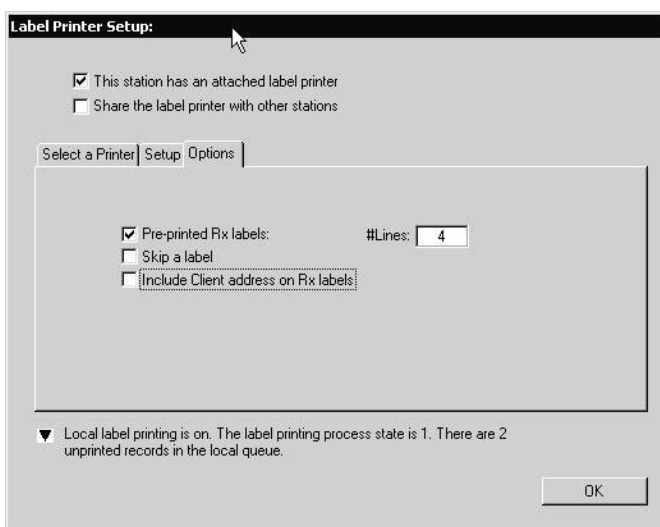 Label Printer Setup:
This station has an attached label printer
Share the label printer with other stations
Select a Printer Setup Options
Pre-printed Rx labels: #Lines: 4
Skip a label
Include Client address on Rx labels
Local label printing is on. The label printing process state is 1. There are 2
unprinted records in the local queue.
OK